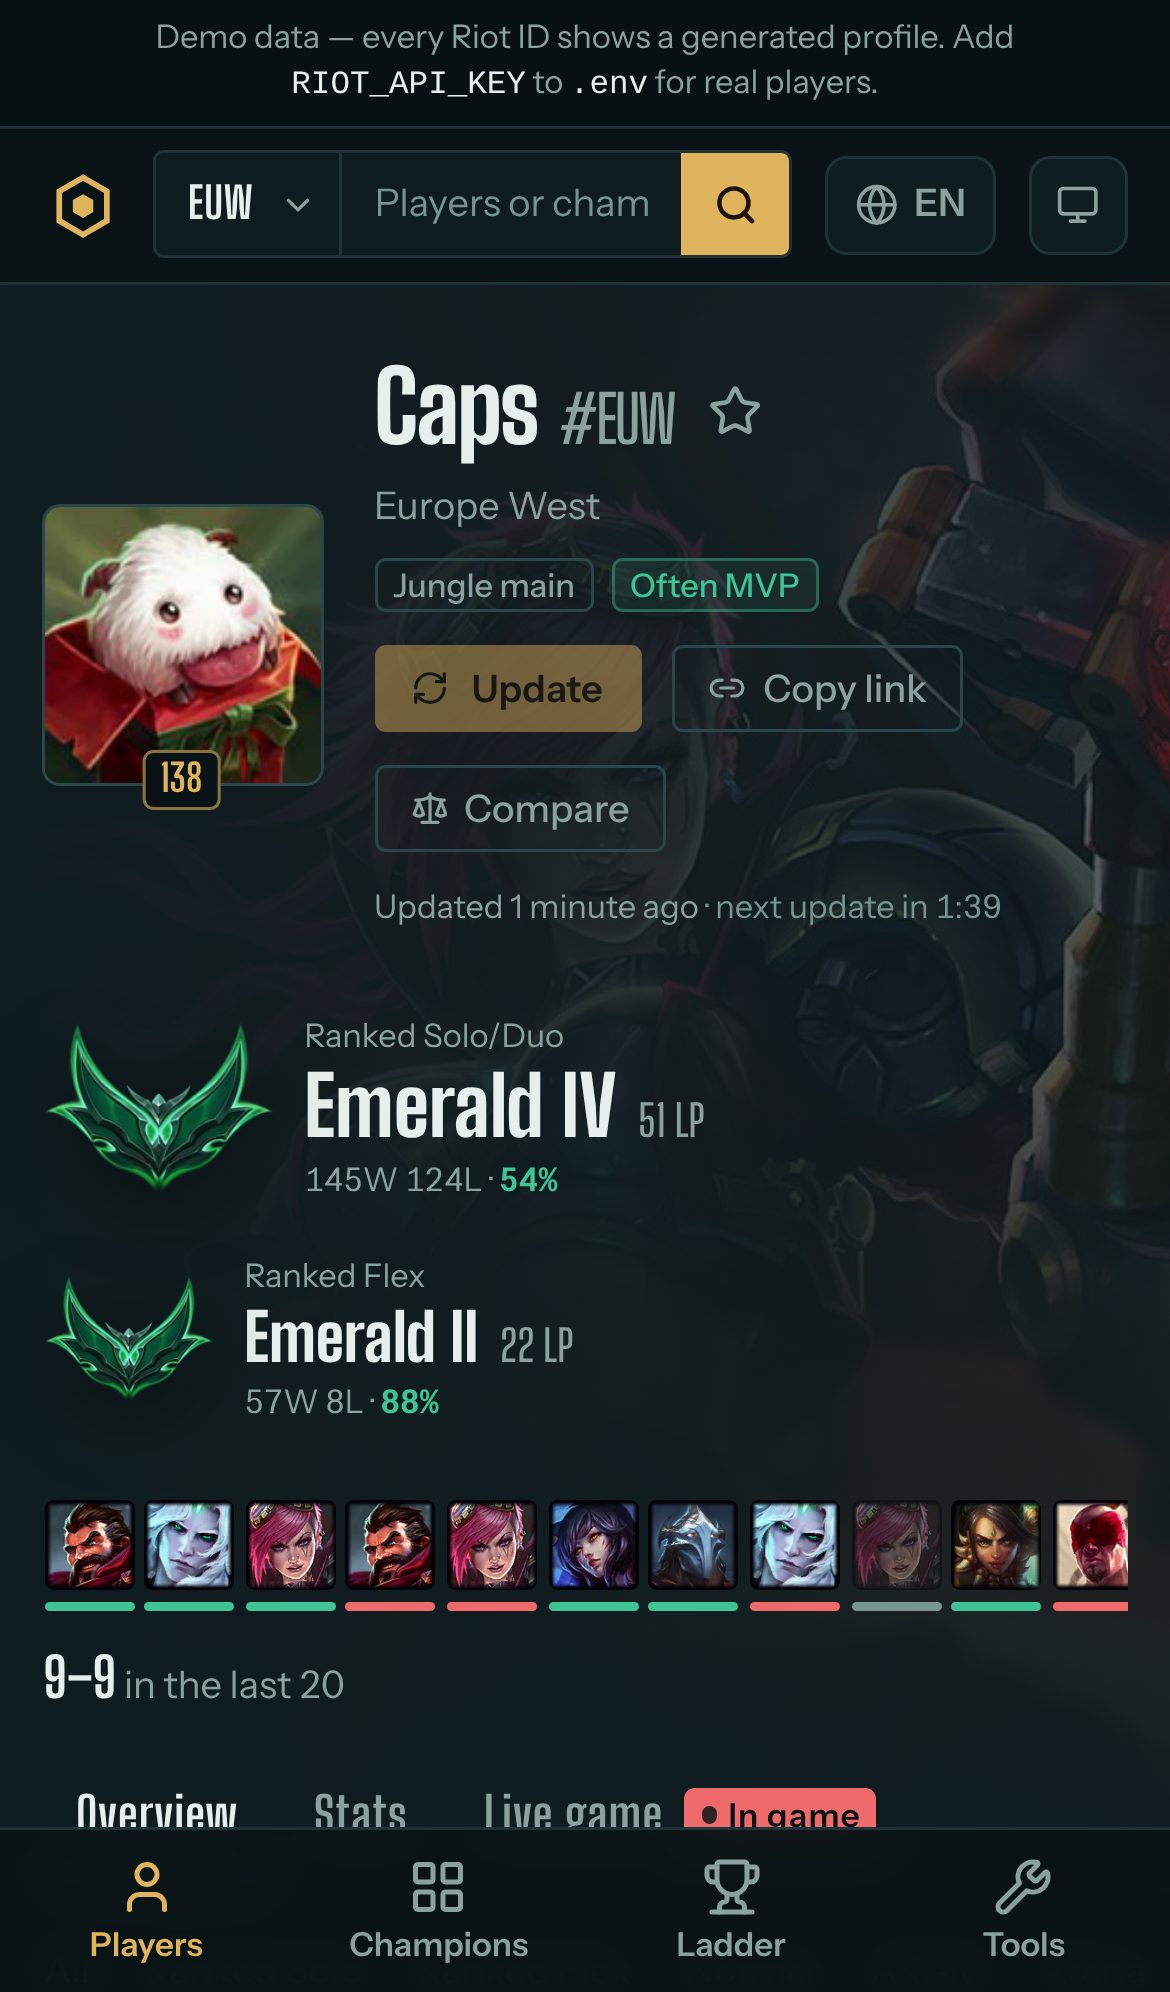 Demo data — every Riot ID shows a generated profile. Add
RIOT_API_KEY to .env for real players.
EUW
Players or cham
EN
Caps #EUW
Europe West
Jungle main
Often MVP
Update
Copy link
138
Compare
Updated 1 minute ago · next update in 1:39
Ranked Solo/Duo
Emerald IV 51 LP
145W 124L · 54%
Ranked Flex
Emerald II 22 LP
57W 8L · 88%
9–9 in the last 20
Overview
Stats
Live game
In game
Players
Champions
Ladder
Tools